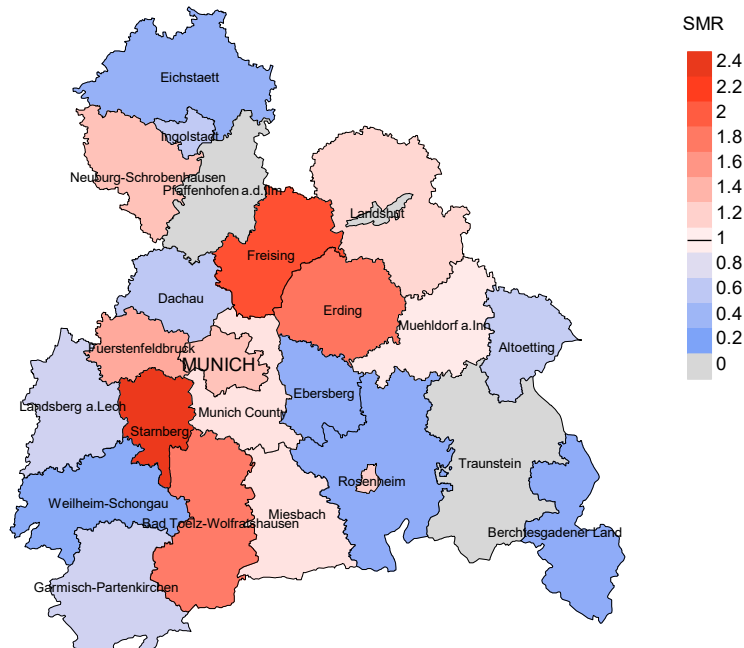 SMR
2.4
2.2
2
1.8
1.6
1.4
1.2
1
0.8
0.6
0.4
0.2
0
Eichstaett
Ingolstadt
Neuburg-Schrobenhausen
Pfaffenhofen a.d.Ilm
Landshut
Freising
Dachau
Erding
Muehldorf a.Inn
Altoetting
Fuerstenfeldbruck
MUNICH
Ebersberg
Landsberg a.Lech
Munich County
Starnberg
Traunstein
Rosenheim
Weilheim-Schongau
Miesbach
Bad Toelz-Wolfratshausen
Berchtesgadener Land
Garmisch-Partenkirchen